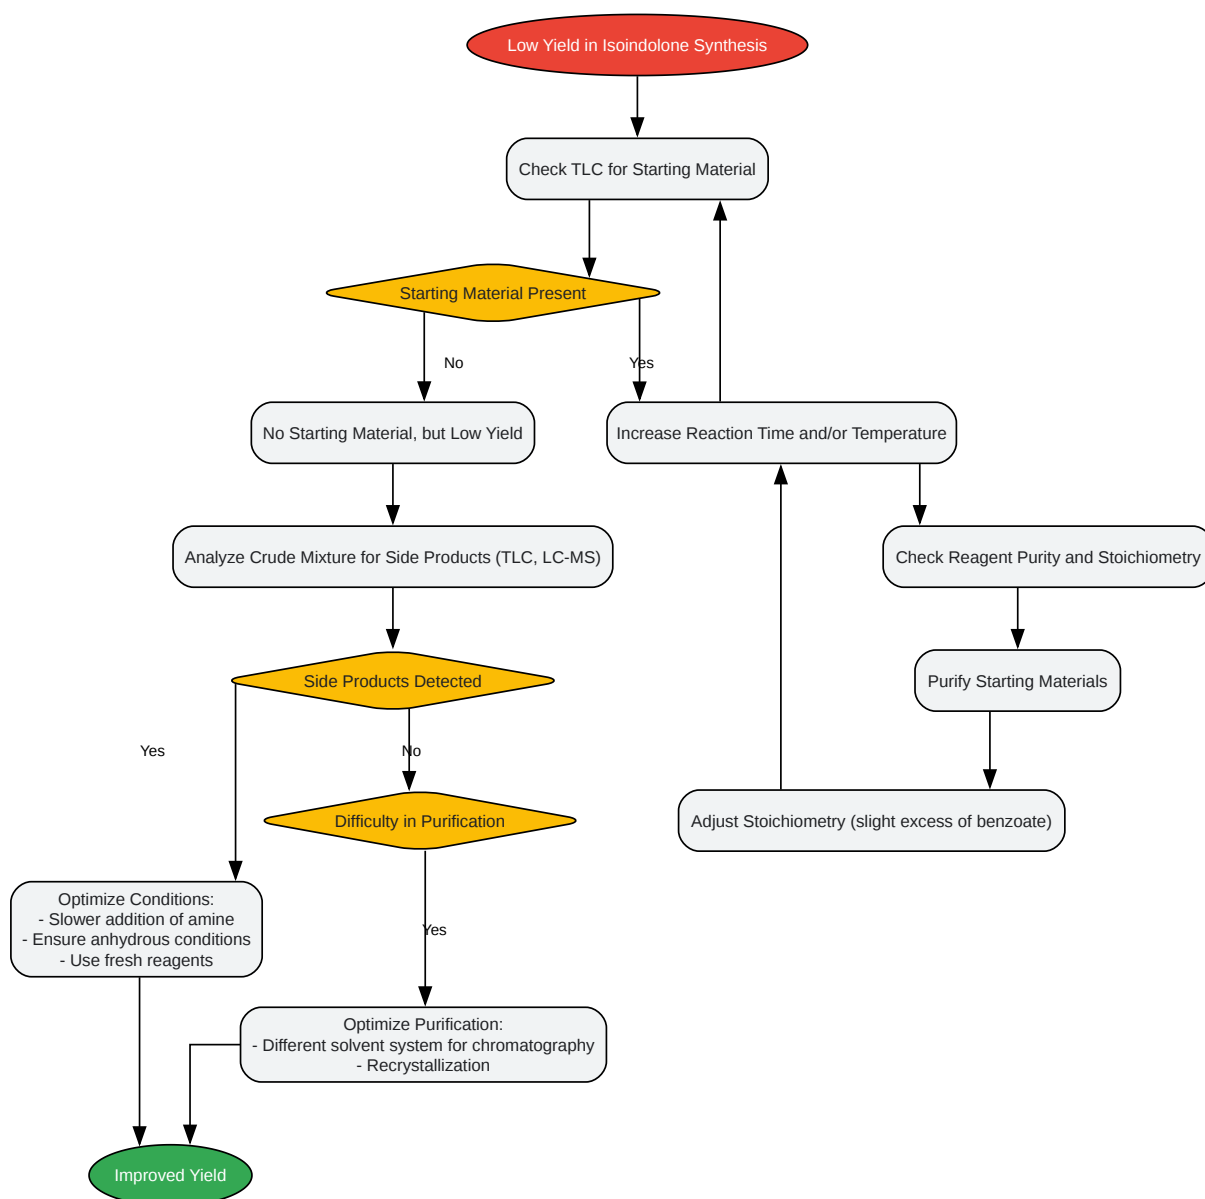 Low Yield in Isoindolone Synthesis
Check TLC for Starting Material
Starting Material Present
No
Yes
No Starting Material, but Low Yield
Increase Reaction Time and/or Temperature
Analyze Crude Mixture for Side Products (TLC, LC-MS)
Check Reagent Purity and Stoichiometry
Side Products Detected
Purify Starting Materials
Yes
No
Difficulty in Purification
Adjust Stoichiometry (slight excess of benzoate)
Optimize Conditions:
- Slower addition of amine
- Ensure anhydrous conditions
- Use fresh reagents
Yes
Optimize Purification:
- Different solvent system for chromatography
- Recrystallization
Improved Yield